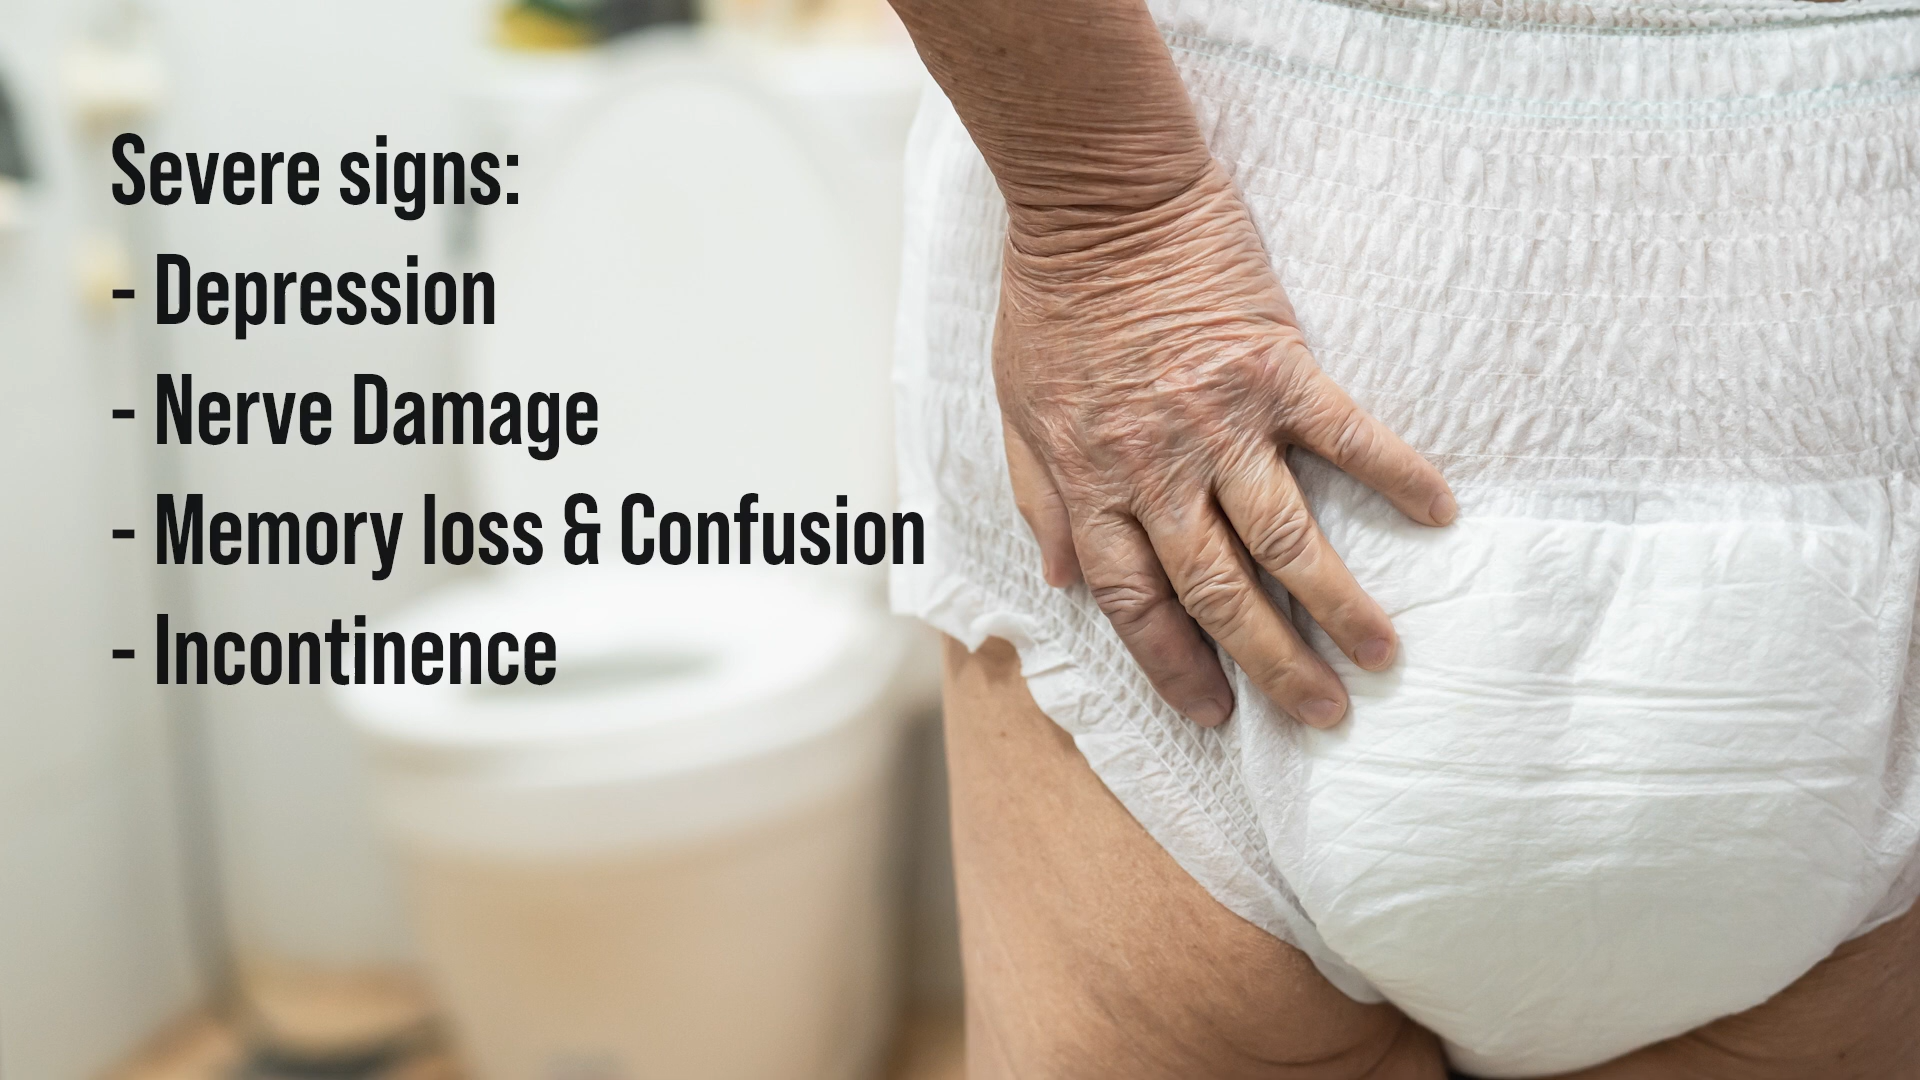 Severe signs:
- Depression
- Nerve Damage
- Memory loss & Confusion
- Incontinence